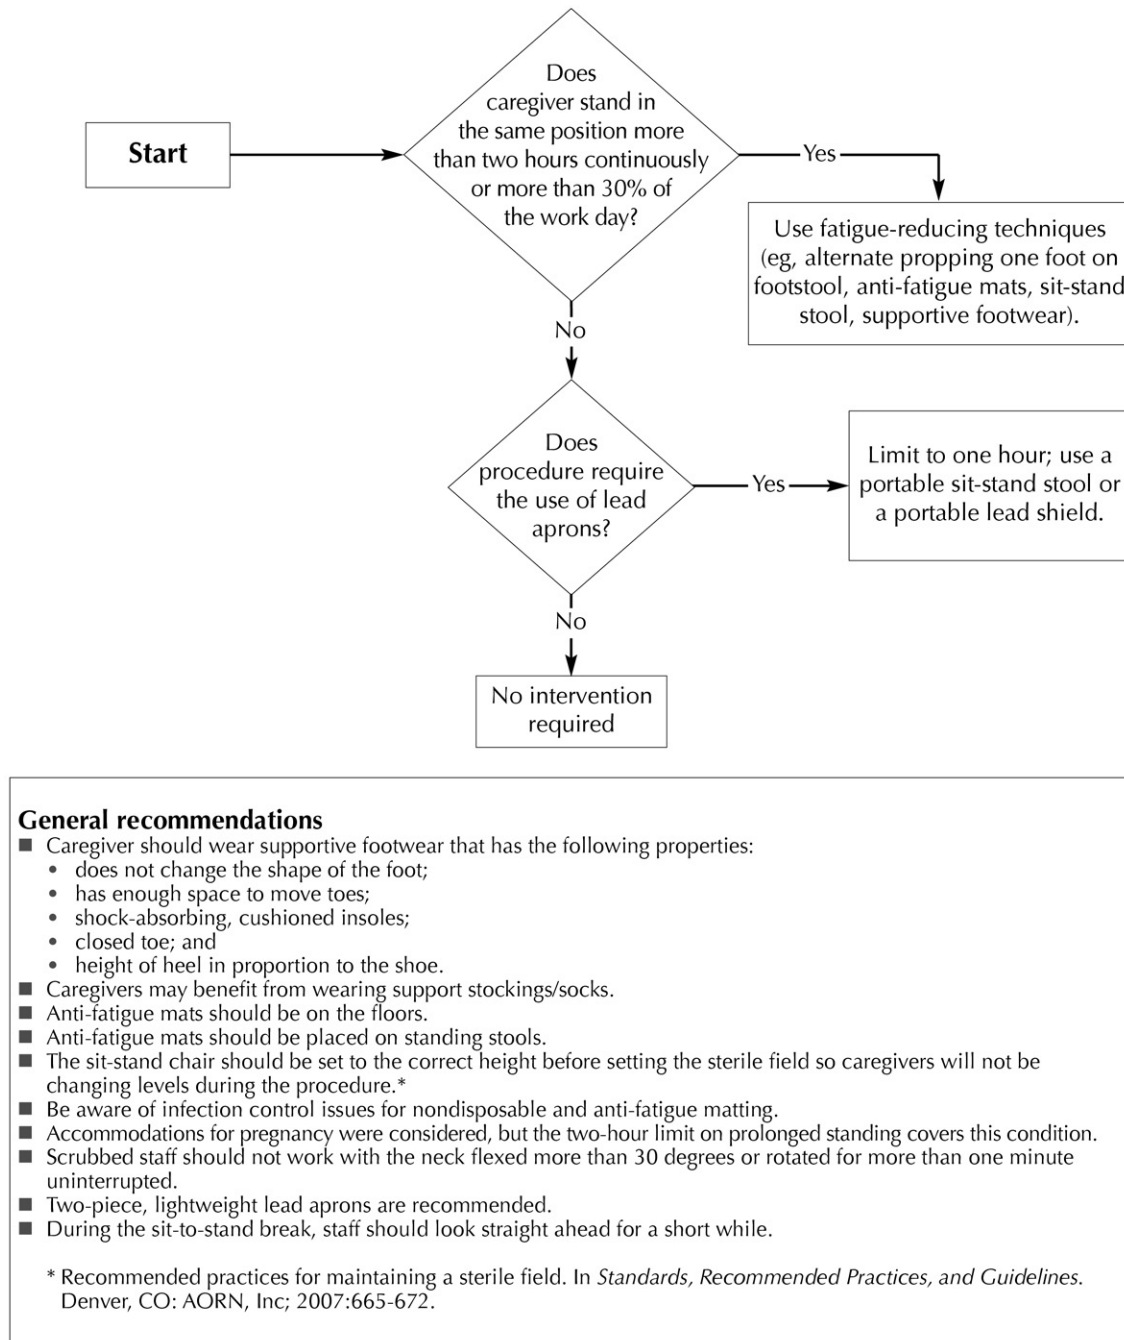 Does
caregiver stand in
the same position more
than two hours continuously
or more than 30% of
the work day?
Start
Yes
Use fatigue-reducing techniques
(eg, alternate propping one foot on
footstool, anti-fatigue mats, sit-stand
stool, supportive footwear).
No
Does
procedure require
the use of lead
aprons?
Yes
Limit to one hour; use a
portable sit-stand stool or
a portable lead shield.
No
No intervention
required
General recommendations
■ Caregiver should wear supportive footwear that has the following properties:
• does not change the shape of the foot;
• has enough space to move toes;
• shock-absorbing, cushioned insoles;
• closed toe; and
• height of heel in proportion to the shoe.
■ Caregivers may benefit from wearing support stockings/socks.
■ Anti-fatigue mats should be on the floors.
■ Anti-fatigue mats should be placed on standing stools.
■ The sit-stand chair should be set to the correct height before setting the sterile field so caregivers will not be
changing levels during the procedure.*
■ Be aware of infection control issues for nondisposable and anti-fatigue matting.
■ Accommodations for pregnancy were considered, but the two-hour limit on prolonged standing covers this condition.
■ Scrubbed staff should not work with the neck flexed more than 30 degrees or rotated for more than one minute
uninterrupted.
■ Two-piece, lightweight lead aprons are recommended.
■ During the sit-to-stand break, staff should look straight ahead for a short while.
* Recommended practices for maintaining a sterile field. In Standards, Recommended Practices, and Guidelines.
Denver, CO: AORN, Inc; 2007:665-672.